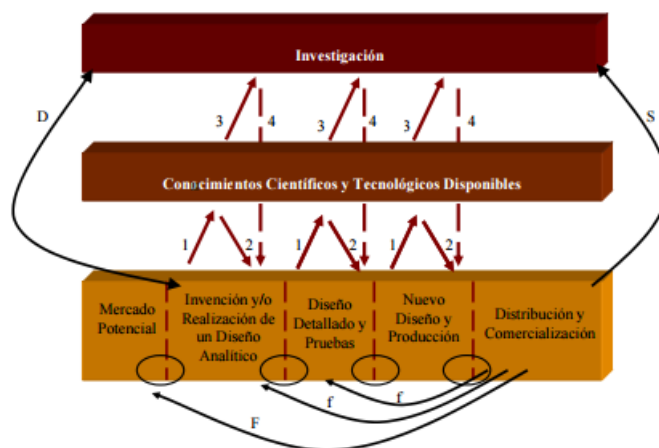 Investigación
D
S
3
4
3
4
3
4
Conocimientos Científicos y Tecnológicos Disponibles
1
2
1
2
1
2
Mercado
Potencial
Invención y/o
Realización de
un Diseño
Analítico
Diseño
Detallado y
Pruebas
Nuevo
Diseño y
Producción
Distribución y
Comercialización
f
f
F